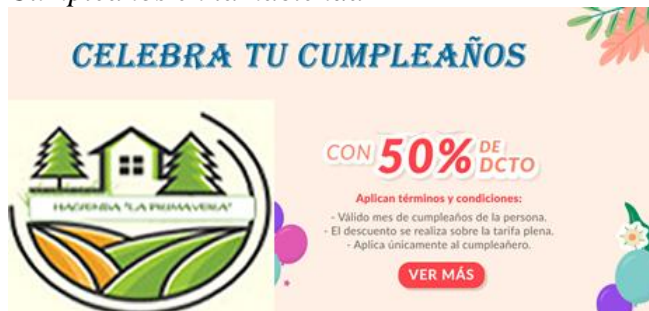 CELEBRA TU CUMPLEAÑOS
HACIENDA "LA PRIMAVERA"
CON 50% DE DCTO
Aplican términos y condiciones:
- Válido mes de cumpleaños de la persona.
- El descuento se realiza sobre la tarifa plena.
- Aplica únicamente al cumpleañero.
VER MÁS